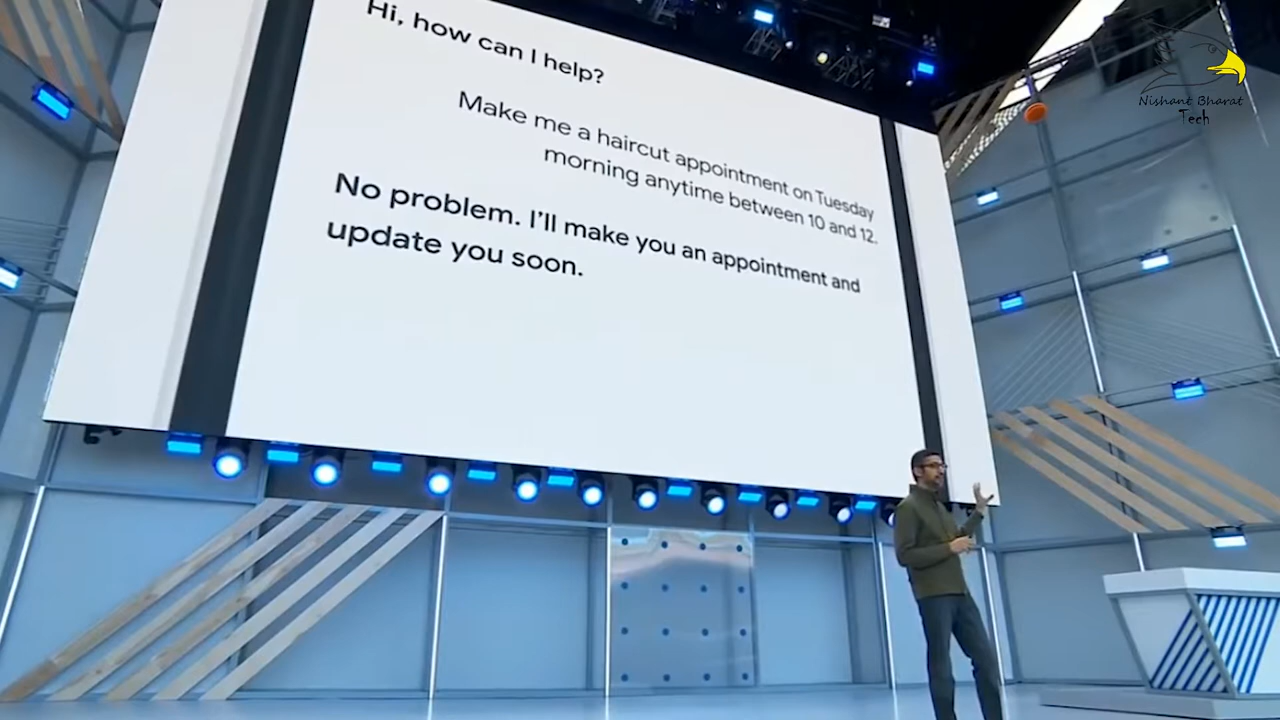 Hi, how can I help?
Make me a haircut appointment on Tuesday
morning anytime between 10 and 12.
No problem. I'll make you an appointment and
update you soon.
Nishant Bharat
Tech